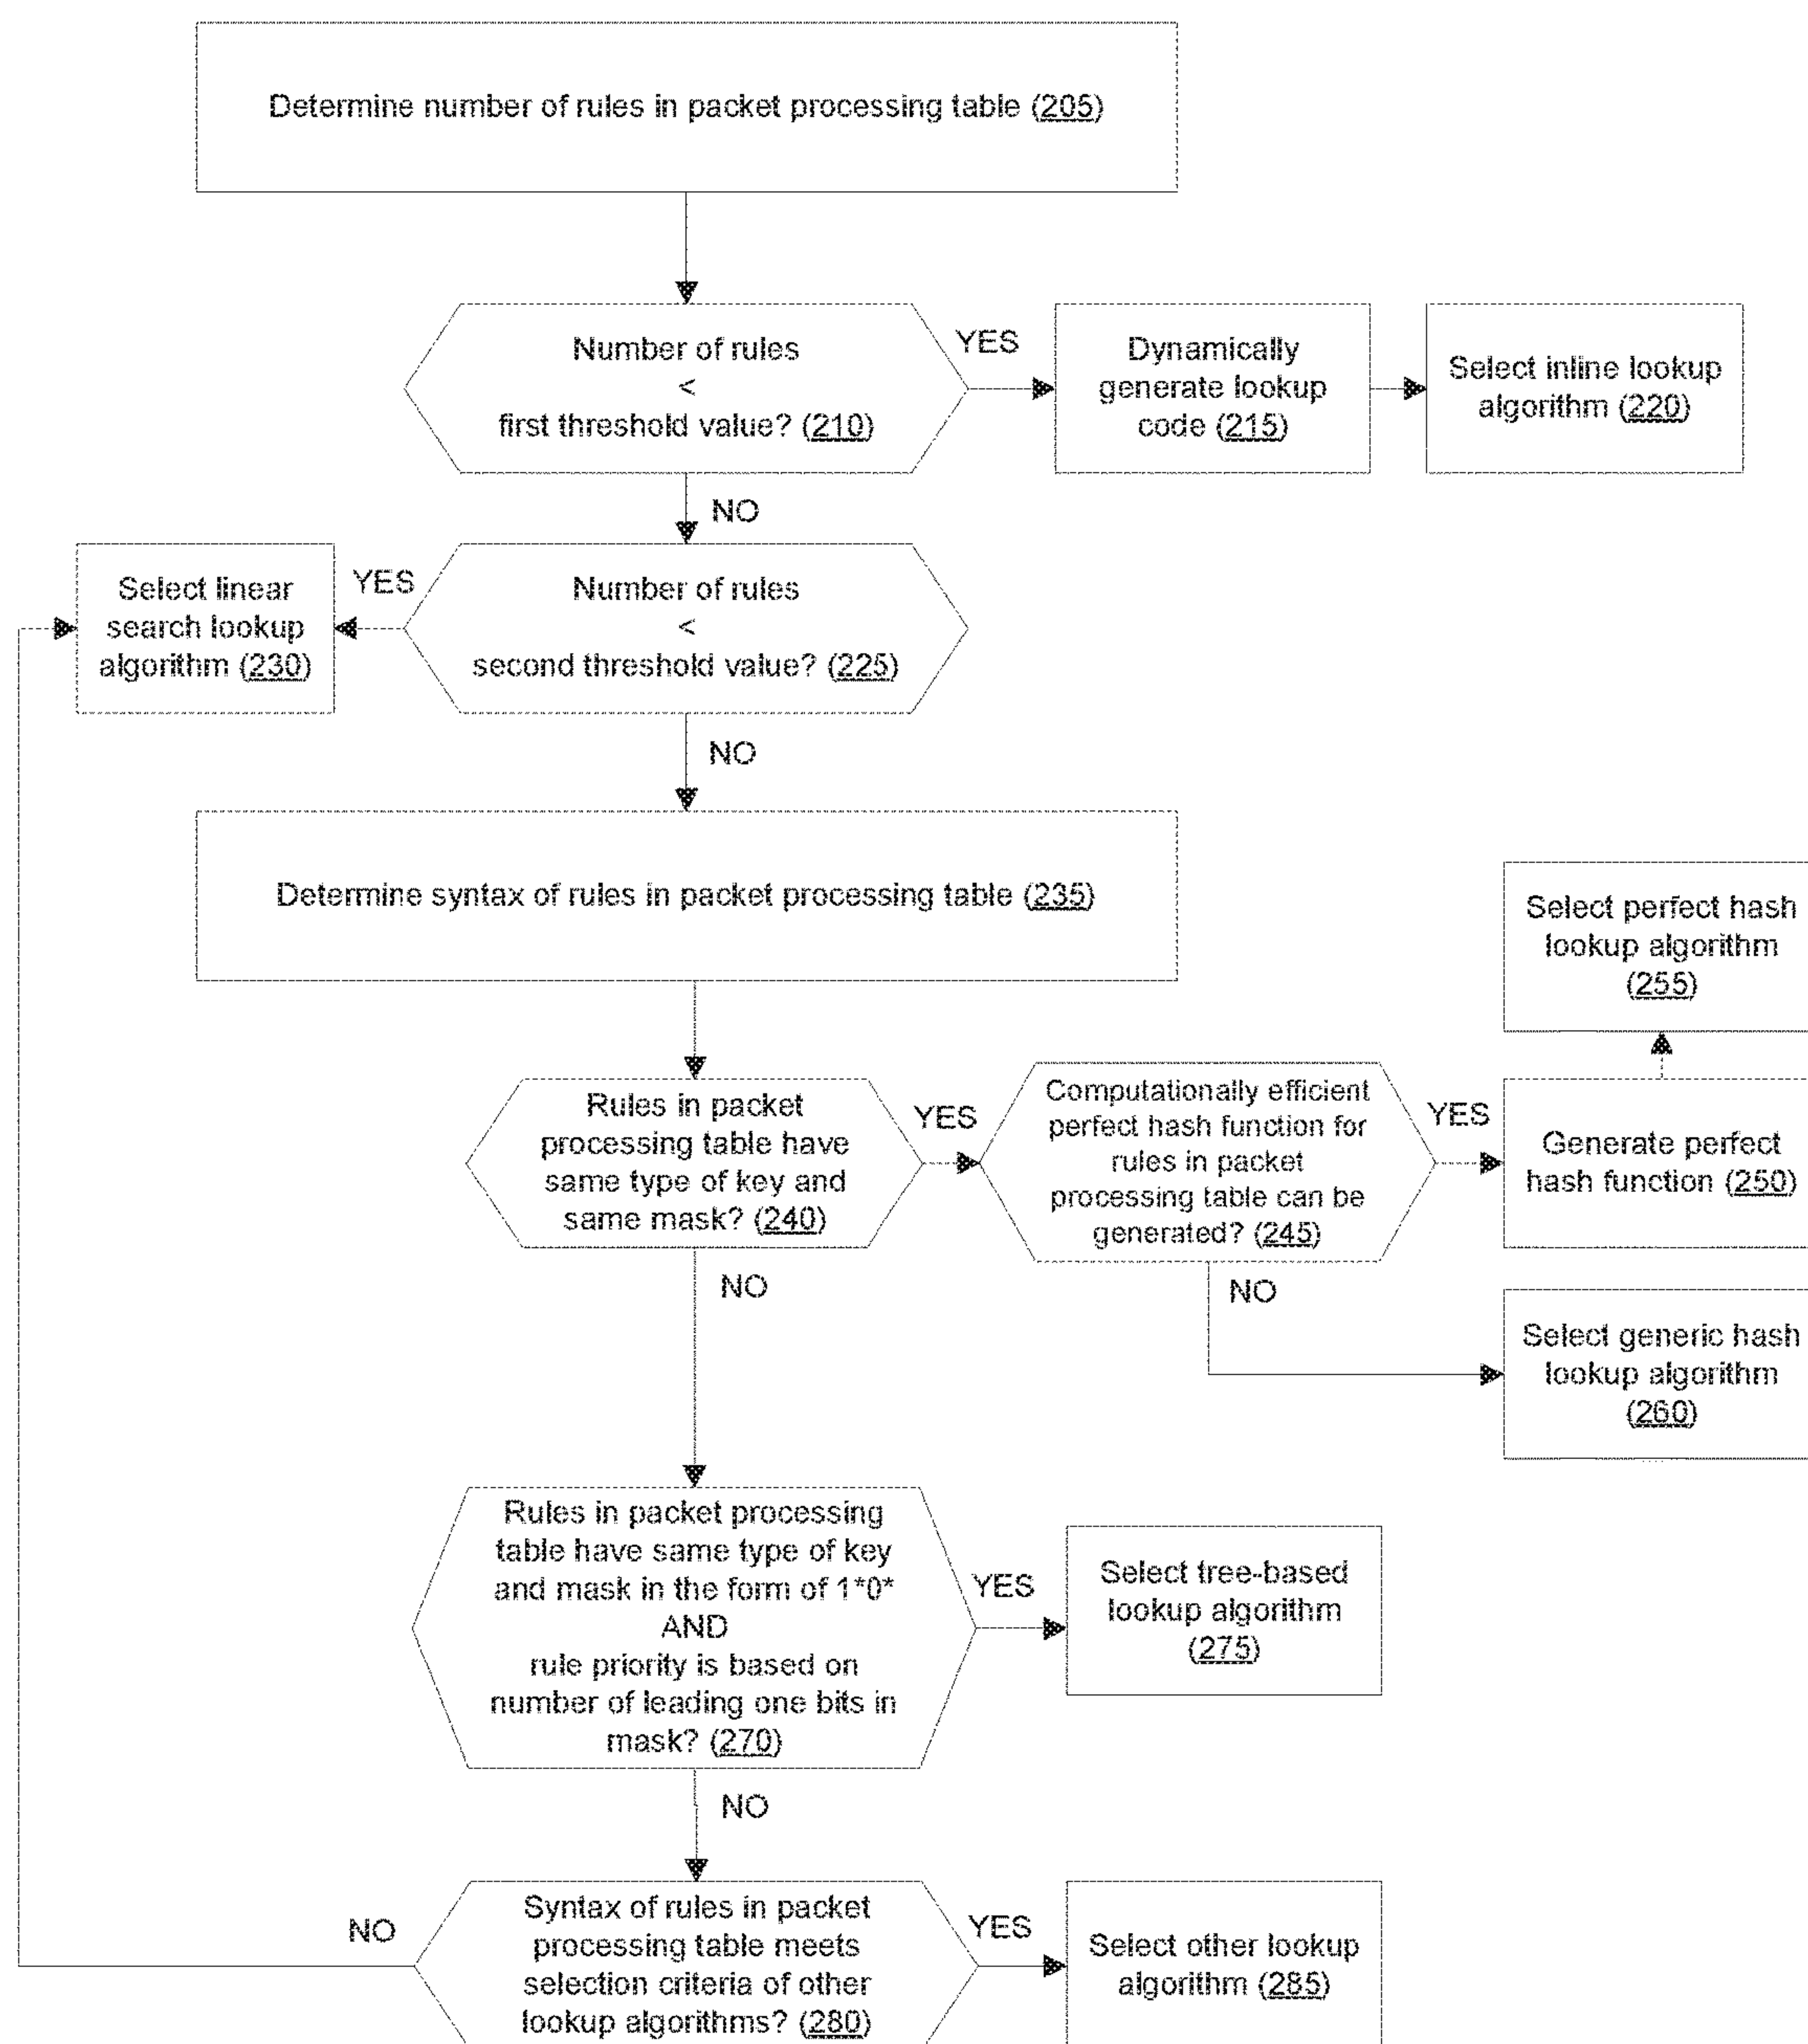 Determine number of rules in packet processing table (205)
Number of rules
<
first threshold value? (210)
YES
Dynamically
generate lookup
code (215)
Select inline lookup
algorithm (220)
NO
Select linear
search lookup
algorithm (230)
YES
Number of rules
<
second threshold value? (225)
NO
Determine syntax of rules in packet processing table (235)
Select perfect hash
lookup algorithm
(255)
Rules in packet
processing table have
same type of key and
same mask? (240)
YES
Computationally efficient
perfect hash function for
rules in packet
processing table can be
generated? (245)
YES
Generate perfect
hash function (250)
NO
NO
Select generic hash
lookup algorithm
(260)
Rules in packet processing
table have same type of key
and mask in the form of 1*0*
AND
rule priority is based on
number of leading one bits in
mask? (270)
YES
Select tree-based
lookup algorithm
(275)
NO
NO
Syntax of rules in packet
processing table meets
selection criteria of other
lookup algorithms? (280)
YES
Select other lookup
algorithm (285)